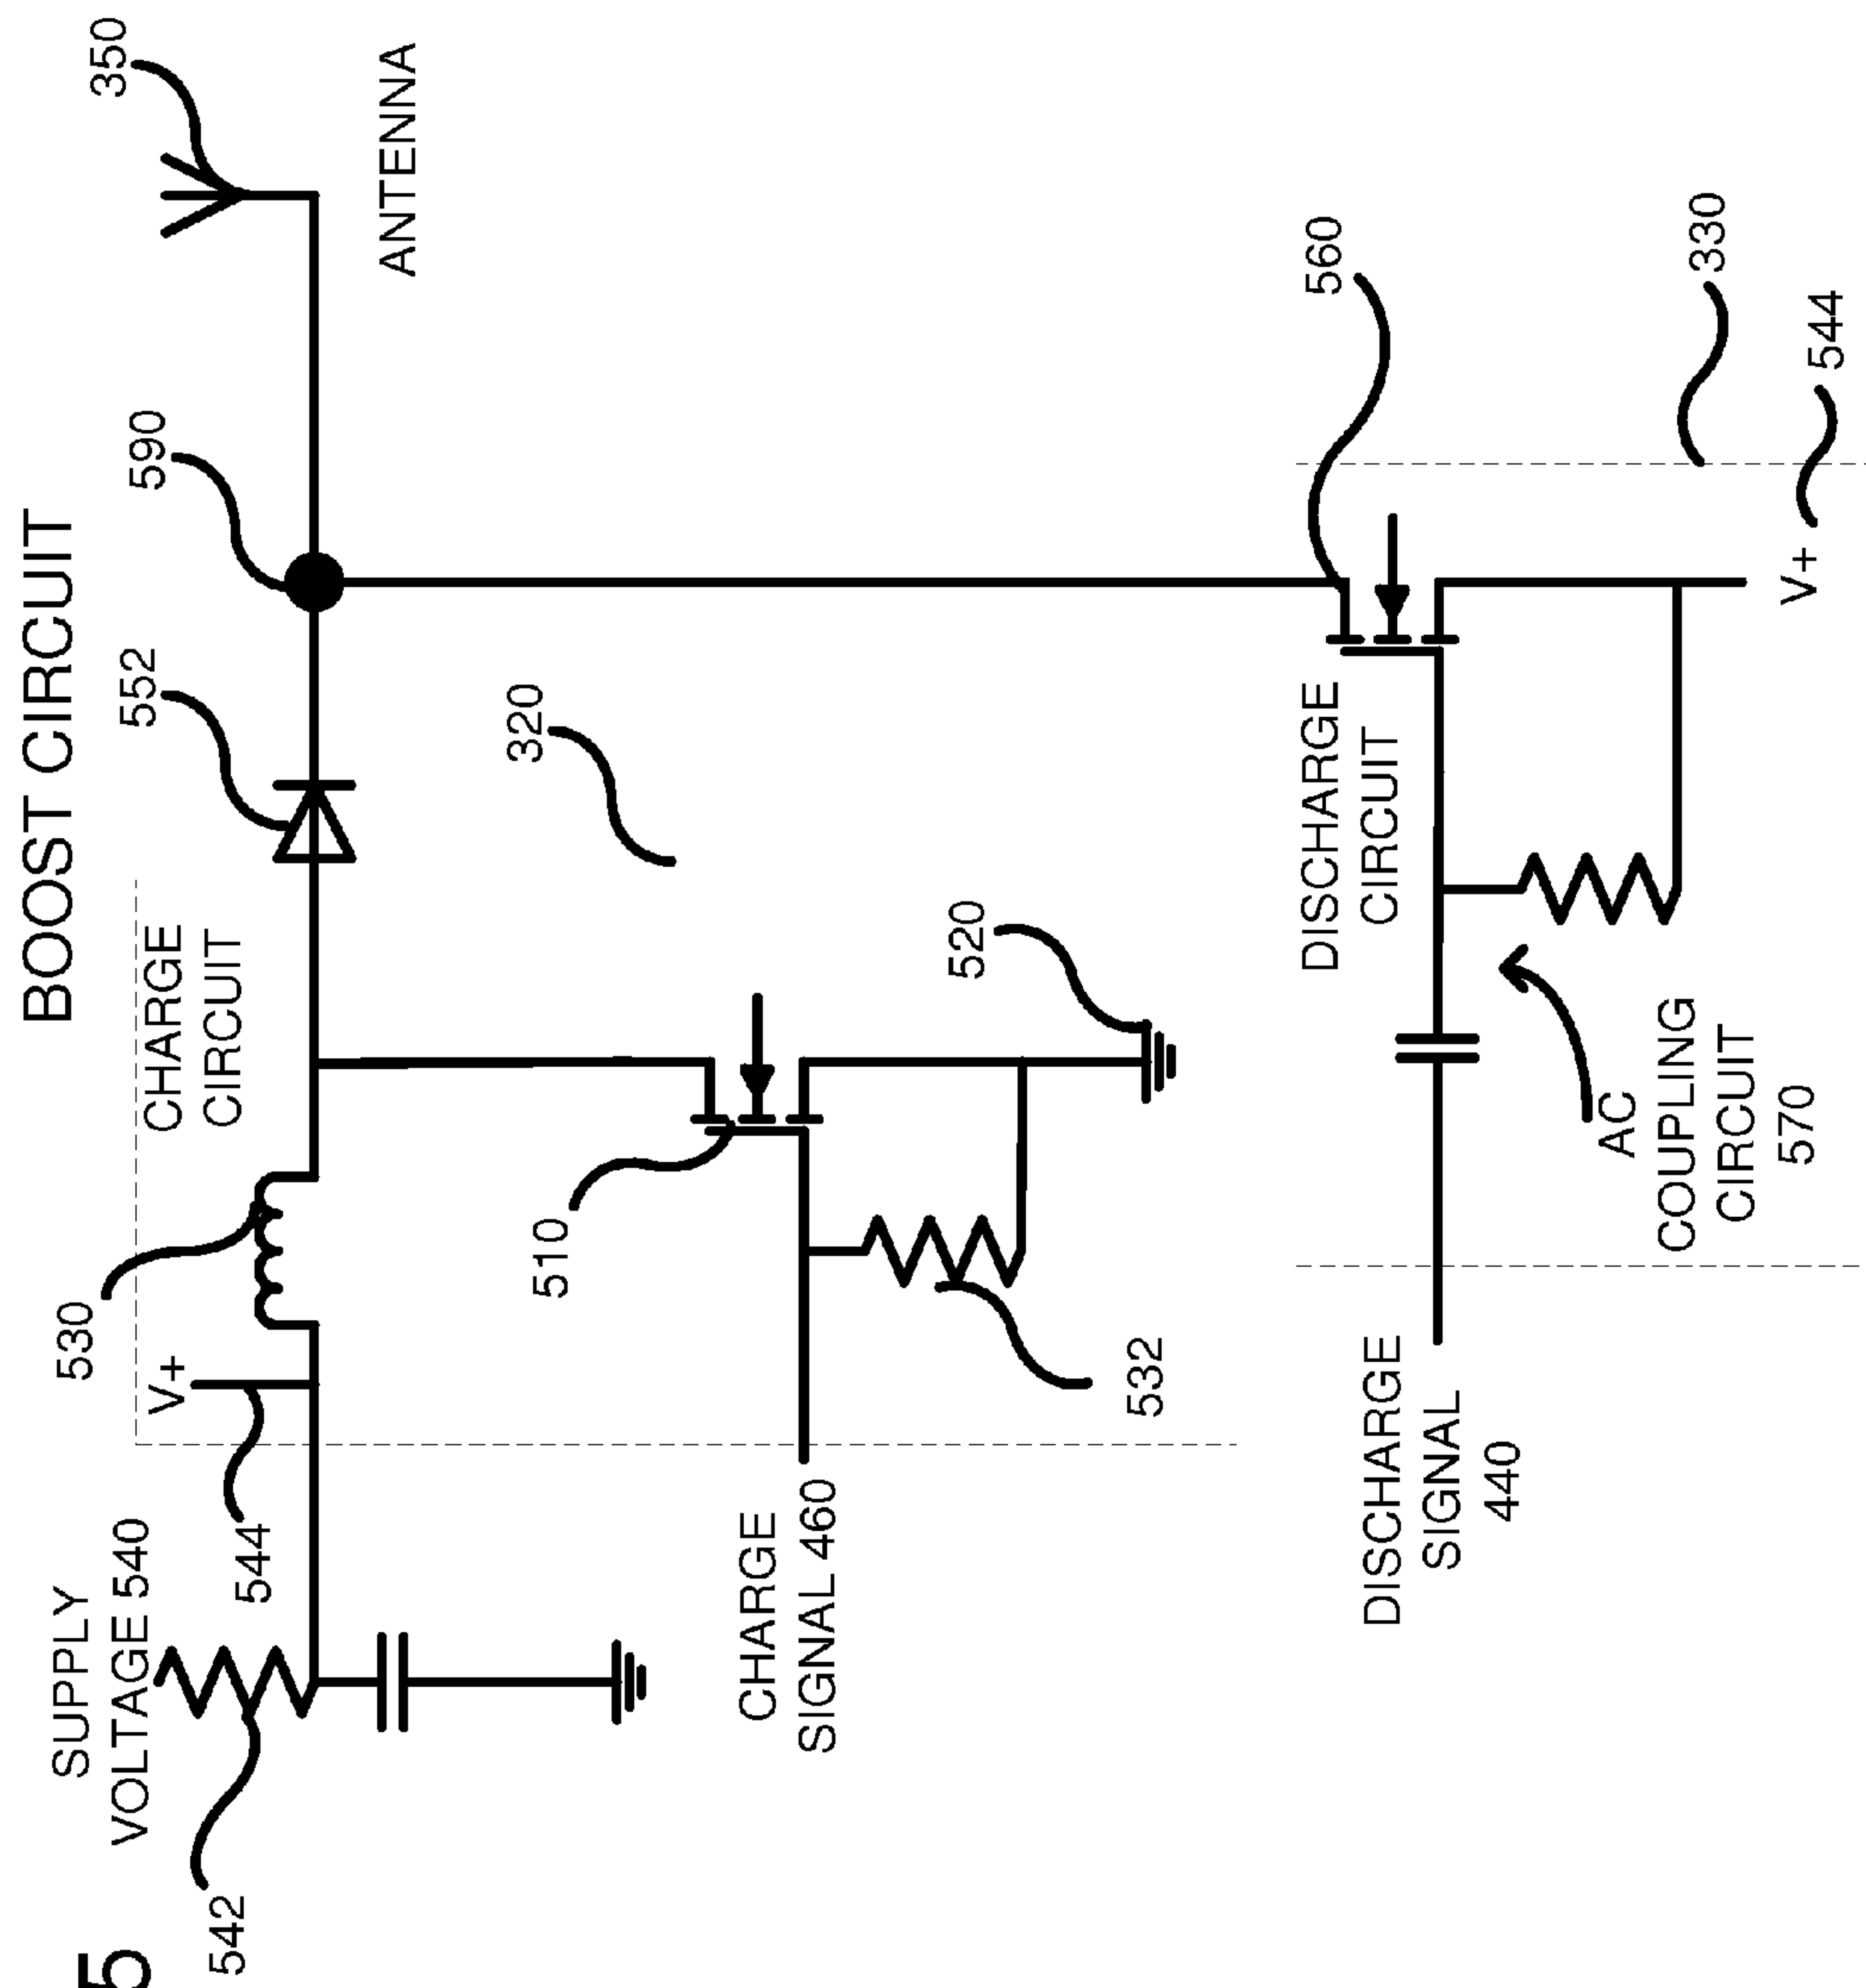 BOOST CIRCUIT
5
542
SUPPLY
VOLTAGE 540
544
V+
530
CHARGE
CIRCUIT
552
590
350
ANTENNA
320
510
520
532
CHARGE
SIGNAL 460
DISCHARGE
CIRCUIT
560
330
544
V+
DISCHARGE
SIGNAL
440
AC
COUPLING
CIRCUIT
570